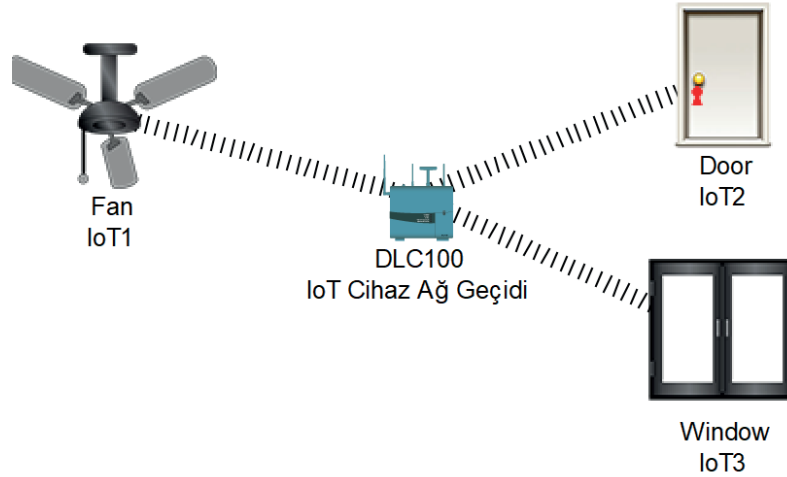 Fan
IoT1
DLC100
IoT Cihaz Ağ Geçidi
Door
IoT2
Window
IoT3